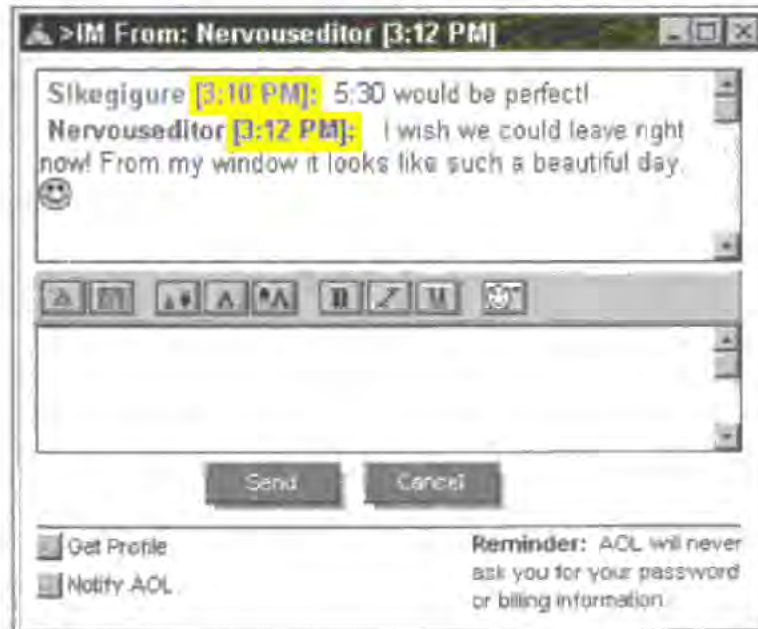 >IM From: Nervouseditor [3:12 PM]
Slkegigure [3:10 PM]: 5:30 would be perfect!
Nervouseditor [3:12 PM]: I wish we could leave right
now! From my window it looks like such a beautiful day.
A A A B I U
Send Cancel
Get Profile
Notify AOL
Reminder: AOL will never
ask you for your password
or billing information.